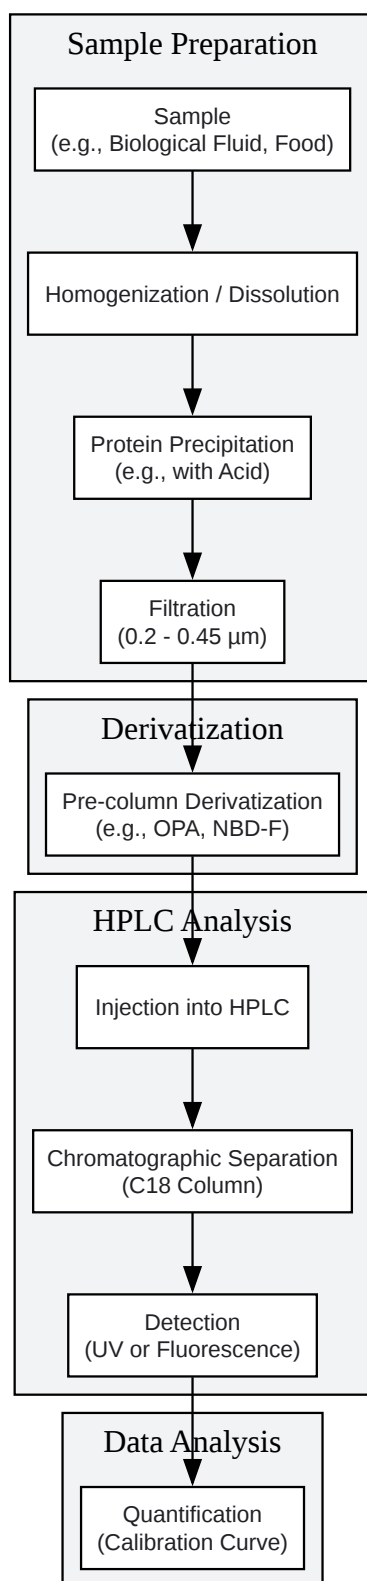 Sample Preparation
Sample
(e.g., Biological Fluid, Food)
Homogenization / Dissolution
Protein Precipitation
(e.g., with Acid)
Filtration
(0.2 - 0.45 µm)
Derivatization
Pre-column Derivatization
(e.g., OPA, NBD-F)
HPLC Analysis
Injection into HPLC
Chromatographic Separation
(C18 Column)
Detection
(UV or Fluorescence)
Data Analysis
Quantification
(Calibration Curve)